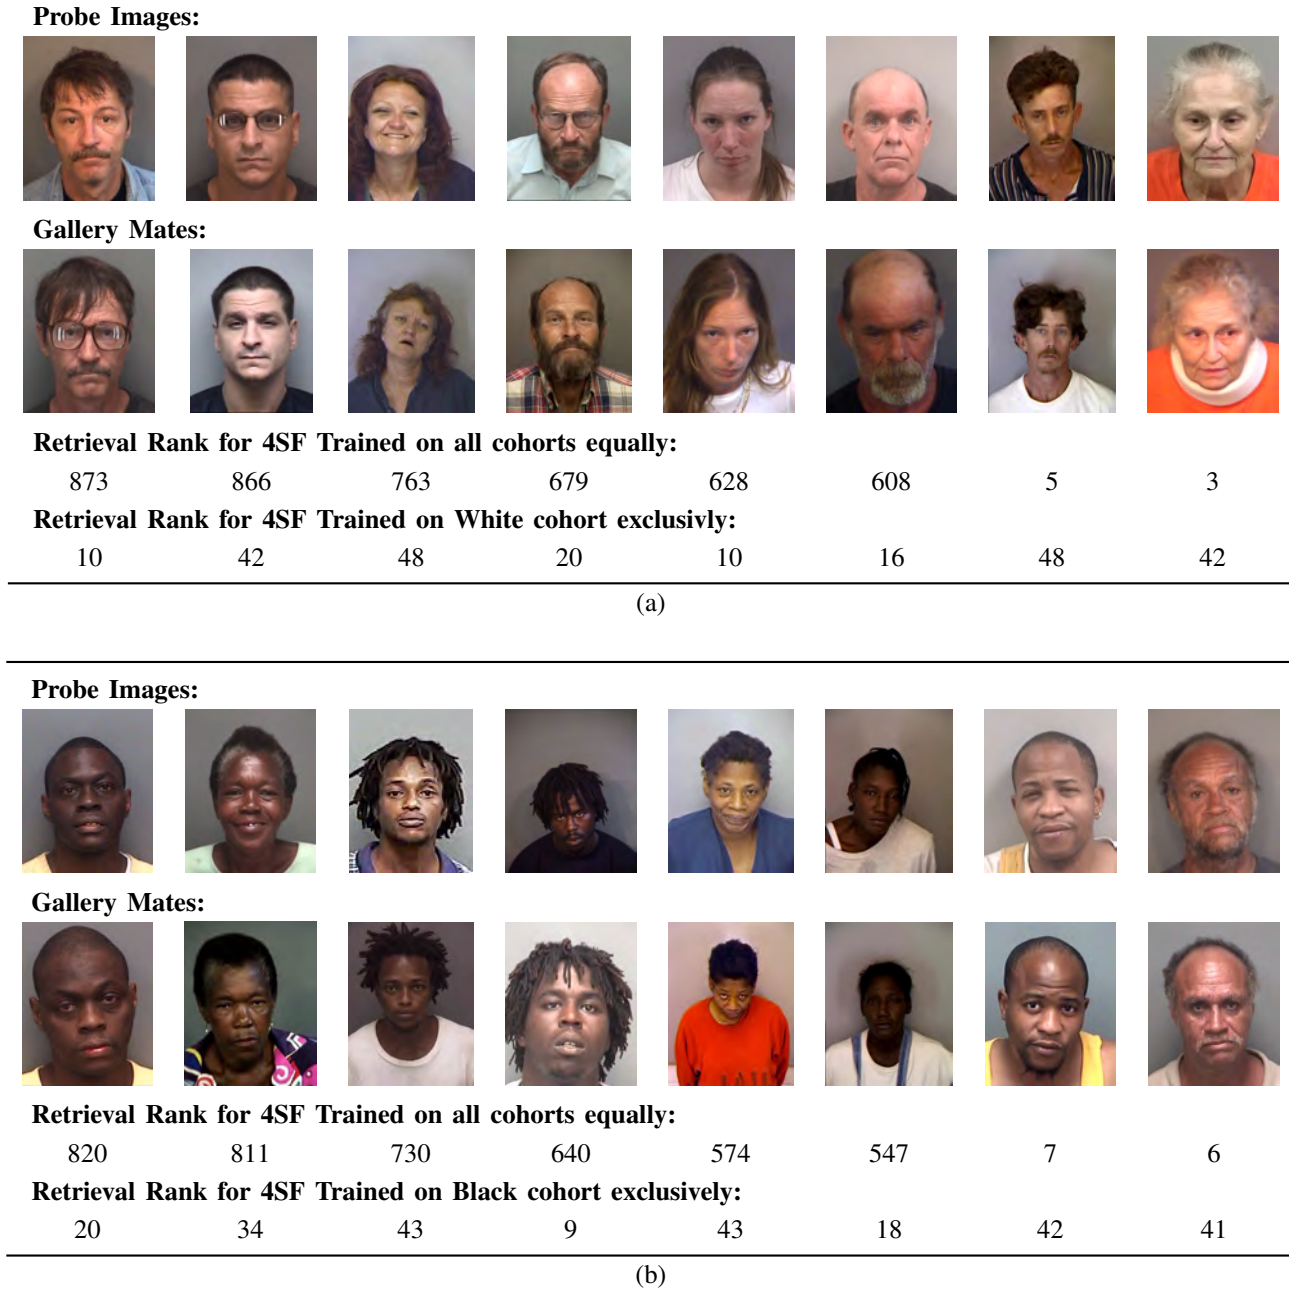 Probe Images:
Gallery Mates:
Retrieval Rank for 4SF Trained on all cohorts equally:
873 866 763 679 628 608 5 3
Retrieval Rank for 4SF Trained on White cohort exclusivly:
10 42 48 20 10 16 48 42
(a)
Probe Images:
Gallery Mates:
Retrieval Rank for 4SF Trained on all cohorts equally:
820 811 730 640 574 547 7 6
Retrieval Rank for 4SF Trained on Black cohort exclusively:
20 34 43 9 43 18 42 41
(b)